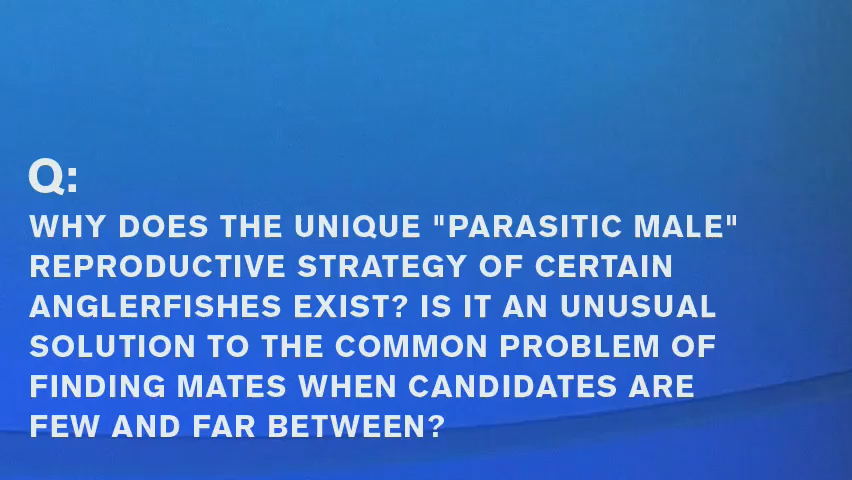 Q:
WHY DOES THE UNIQUE "PARASITIC MALE"
REPRODUCTIVE STRATEGY OF CERTAIN
ANGLERFISHES EXIST? IS IT AN UNUSUAL
SOLUTION TO THE COMMON PROBLEM OF
FINDING MATES WHEN CANDIDATES ARE
FEW AND FAR BETWEEN?